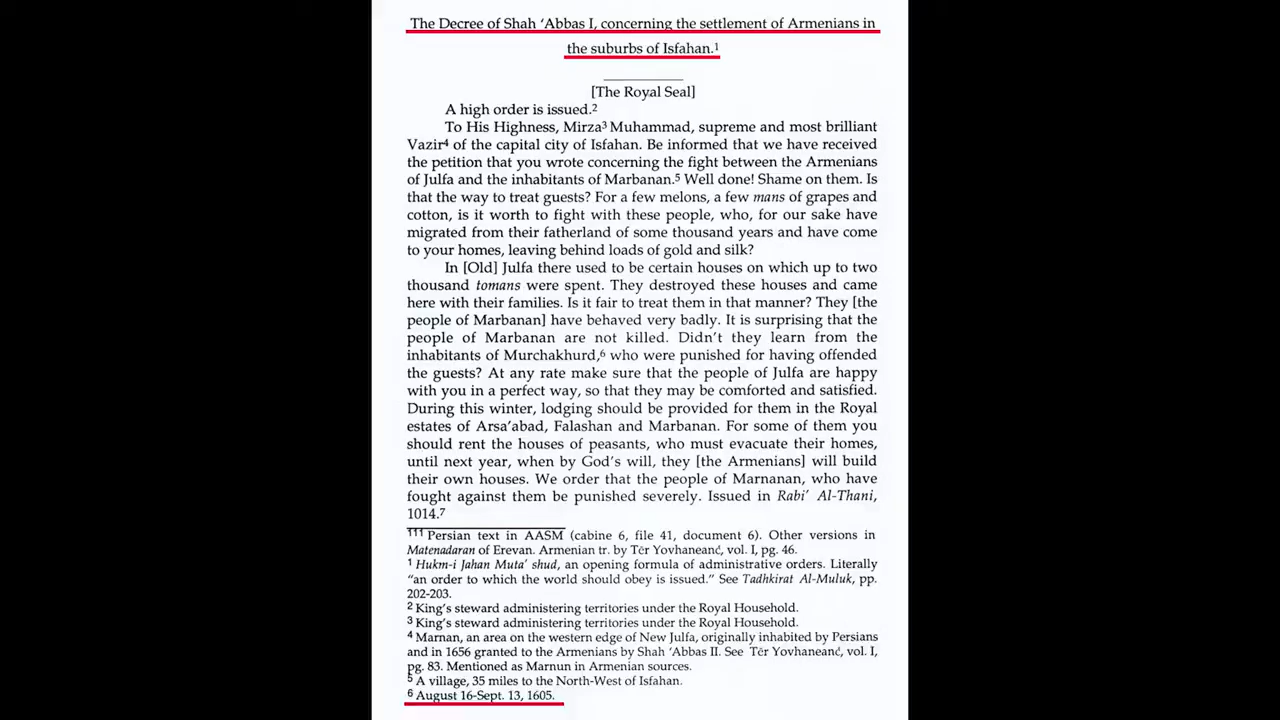 The Decree of Shah ‘Abbas I, concerning the settlement of Armenians in
the suburbs of Isfahan.1
[The Royal Seal]
A high order is issued.2
To His Highness, Mirza3 Muhammad, supreme and most brilliant
Vazir4 of the capital city of Isfahan. Be informed that we have received
the petition that you wrote concerning the fight between the Armenians
of Julfa and the inhabitants of Marbanan.5 Well done! Shame on them. Is
that the way to treat guests? For a few melons, a few mans of grapes and
cotton, is it worth to fight with these people, who, for our sake have
migrated from their fatherland of some thousand years and have come
to your homes, leaving behind loads of gold and silk?
In [Old] Julfa there used to be certain houses on which up to two
thousand tomans were spent. They destroyed these houses and came
here with their families. Is it fair to treat them in that manner? They [the
people of Marbanan] have behaved very badly. It is surprising that the
people of Marbanan are not killed. Didn’t they learn from the
inhabitants of Murchakhurd,6 who were punished for having offended
the guests? At any rate make sure that the people of Julfa are happy
with you in a perfect way, so that they may be comforted and satisfied.
During this winter, lodging should be provided for them in the Royal
estates of Arsa’abad, Falashan and Marbanan. For some of them you
should rent the houses of peasants, who must evacuate their homes,
until next year, when by God’s will, they [the Armenians] will build
their own houses. We order that the people of Marnanan, who have
fought against them be punished severely. Issued in Rabi’ Al-Thani,
1014.7
111 Persian text in AASM (cabine 6, file 41, document 6). Other versions in
Matenadaran of Erevan. Armenian tr. by Tēr Yovhaneanć, vol. I, pg. 46.
1 Hukm-i Jahan Muta’ shud, an opening formula of administrative orders. Literally
“an order to which the world should obey is issued.” See Tadhkirat Al-Muluk, pp.
202-203.
2 King’s steward administering territories under the Royal Household.
3 King’s steward administering territories under the Royal Household.
4 Marnan, an area on the western edge of New Julfa, originally inhabited by Persians
and in 1656 granted to the Armenians by Shah ‘Abbas II. See Tēr Yovhaneanć, vol. I,
pg. 83. Mentioned as Marnun in Armenian sources.
5 A village, 35 miles to the North-West of Isfahan.
6 August 16-Sept. 13, 1605.